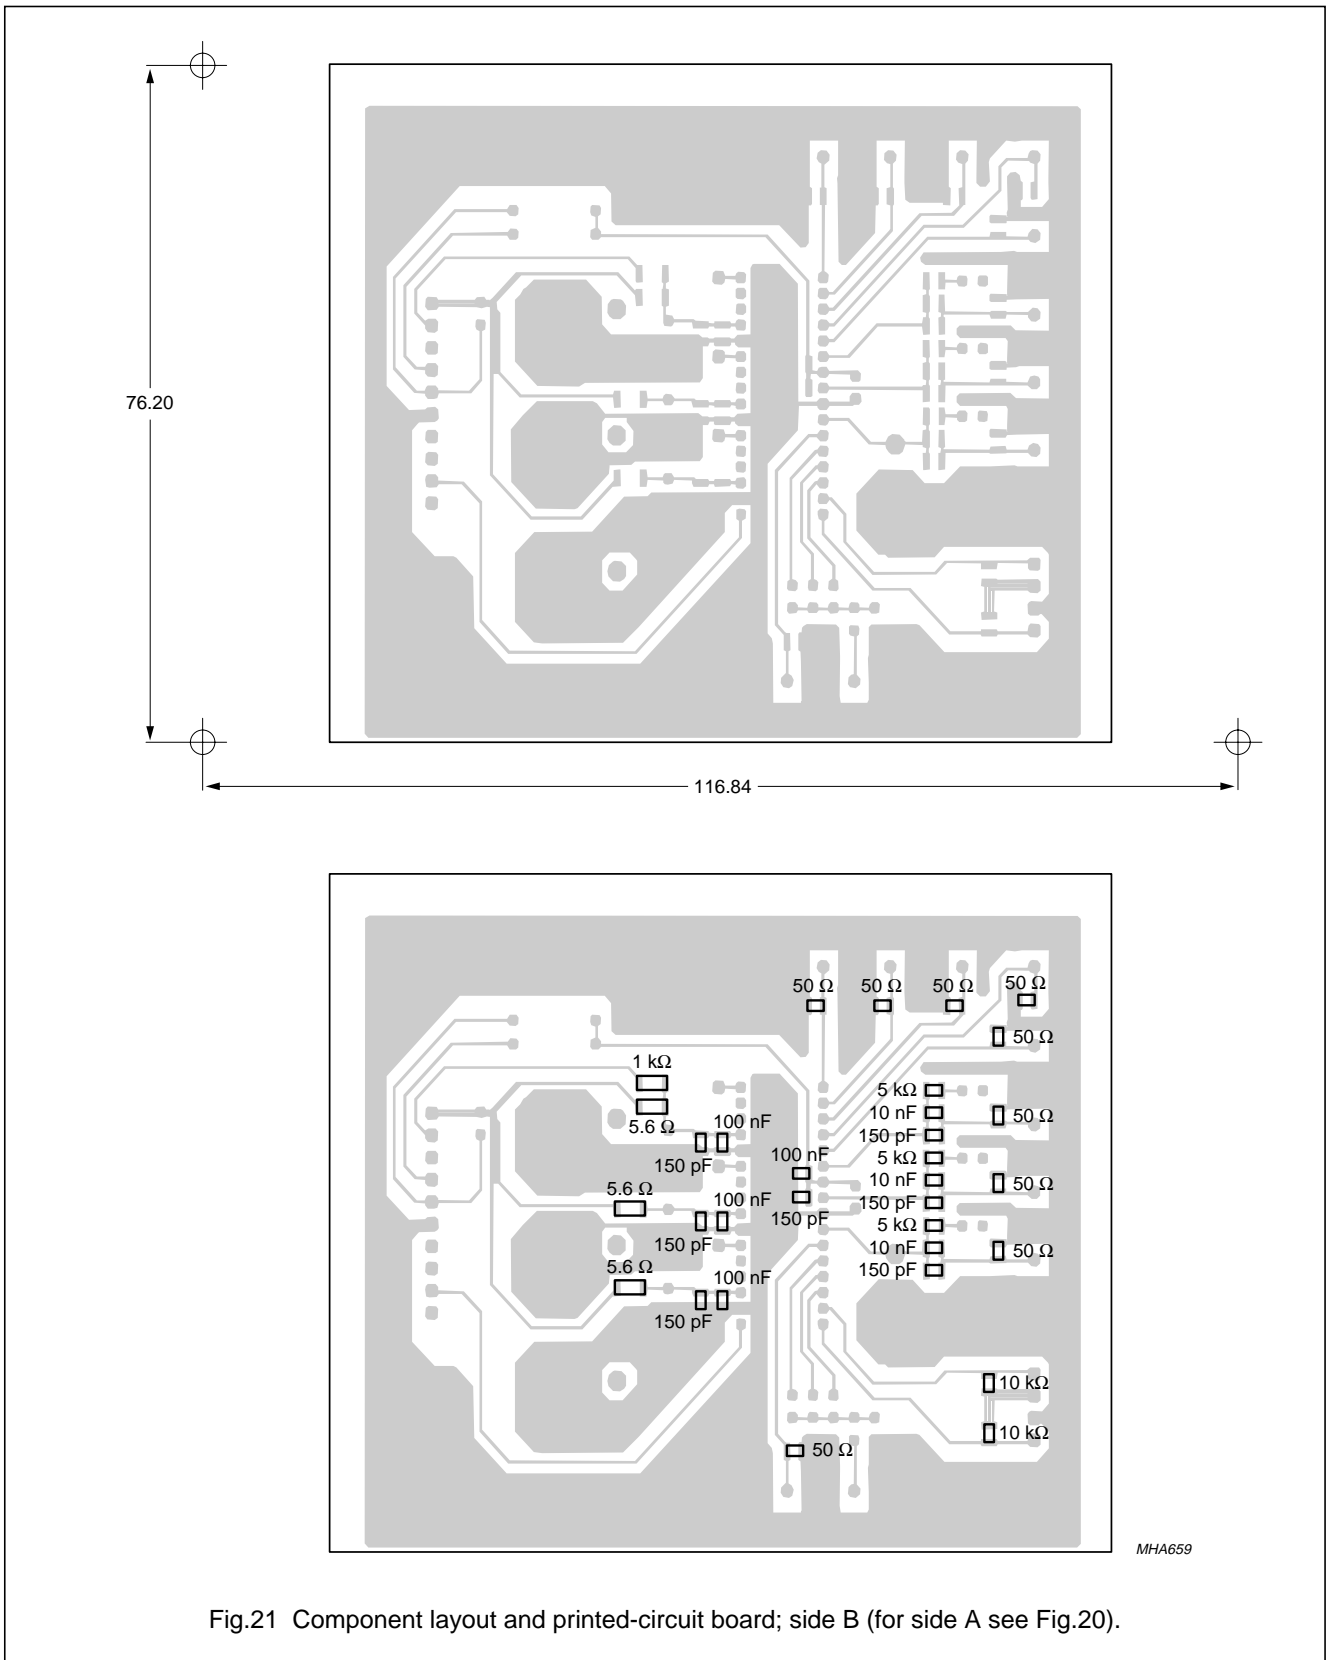 76.20
116.84
50 Ω 50 Ω 50 Ω 50 Ω
50 Ω
1 kΩ
5 kΩ
10 nF
50 Ω
5.6 Ω
100 nF
150 pF
100 nF
5 kΩ
150 pF
10 nF
50 Ω
5.6 Ω
100 nF
150 pF
150 pF
5 kΩ
150 pF
10 nF
50 Ω
5.6 Ω
150 pF
100 nF
150 pF
10 kΩ
10 kΩ
50 Ω
MHA659
Fig.21 Component layout and printed-circuit board; side B (for side A see Fig.20).